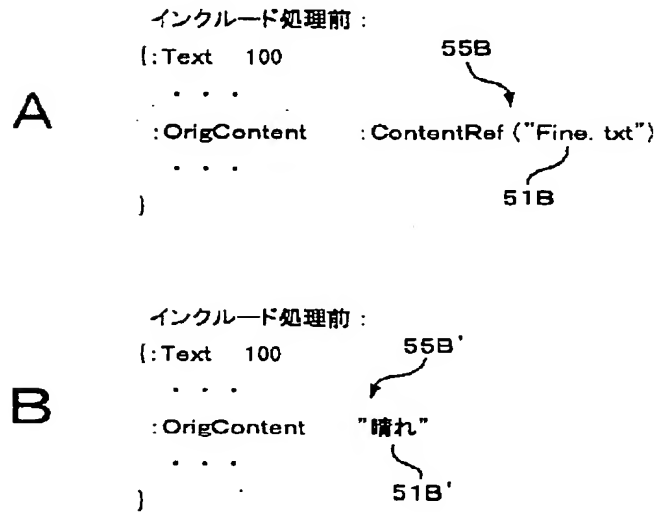 インクルード処理前：
{:Text 100
55B
A
・・・
:OrigContent :ContentRef ("Fine. txt")
・・・
51B
}
インクルード処理前：
{:Text 100
55B'
・・・
B
:OrigContent "晴れ"
・・・
51B'
}